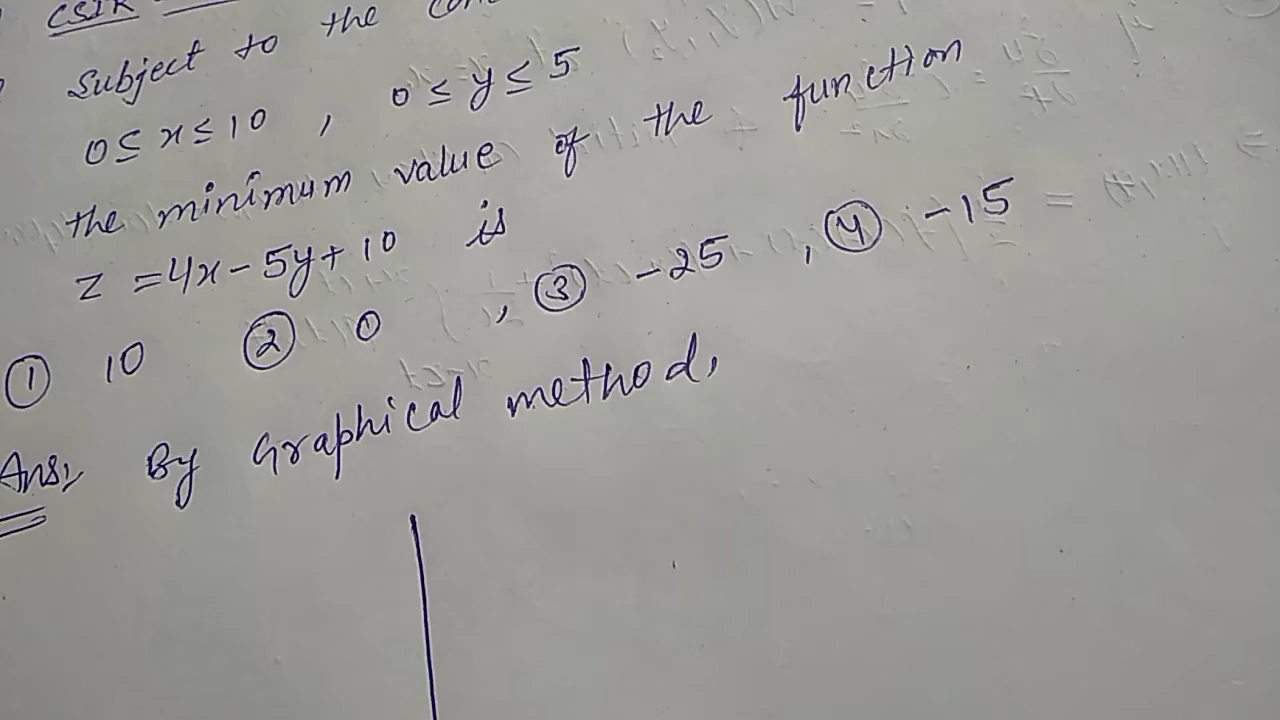 CSIR
Subject to the
0 ≤ x ≤ 10 , 0 ≤ y ≤ 5
the minimum value of the function
z = 4x - 5y + 10 is
① 10 ② 0 , ③ -25 , ④ -15
Ans: By Graphical method,